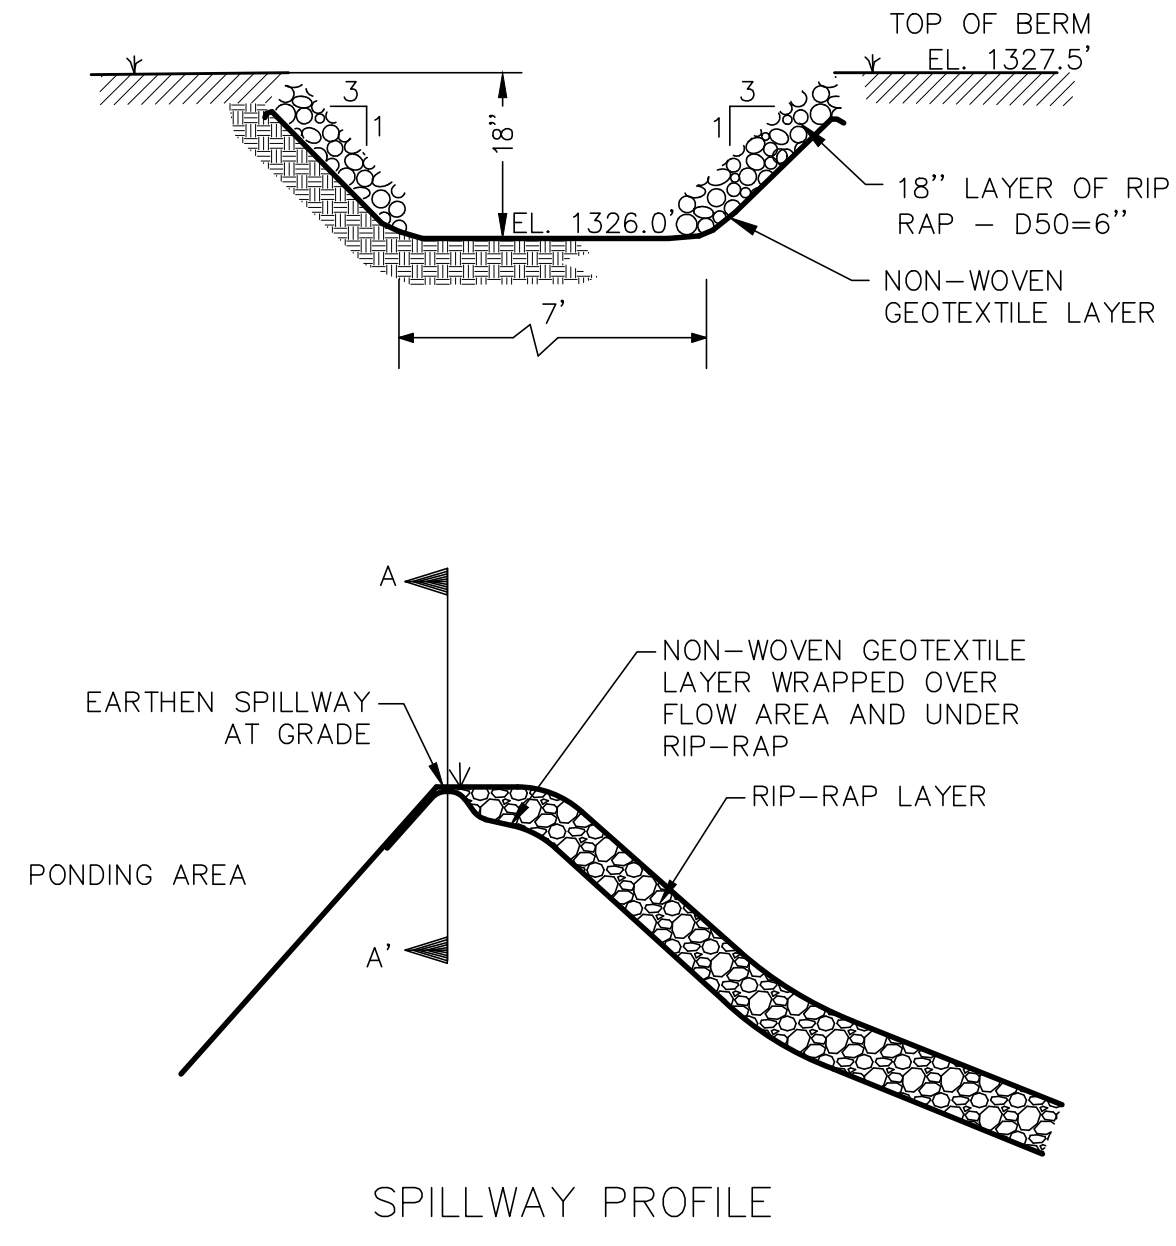 TOP OF BERM
EL. 1327.5'
3
1
18"
3
1
EL. 1326.0'
18" LAYER OF RIP
RAP - D50=6"
NON-WOVEN
GEOTEXTILE LAYER
7'
A
NON-WOVEN GEOTEXTILE
LAYER WRAPPED OVER
FLOW AREA AND UNDER
RIP-RAP
EARTHEN SPILLWAY
AT GRADE
RIP-RAP LAYER
PONDING AREA
A'
SPILLWAY PROFILE